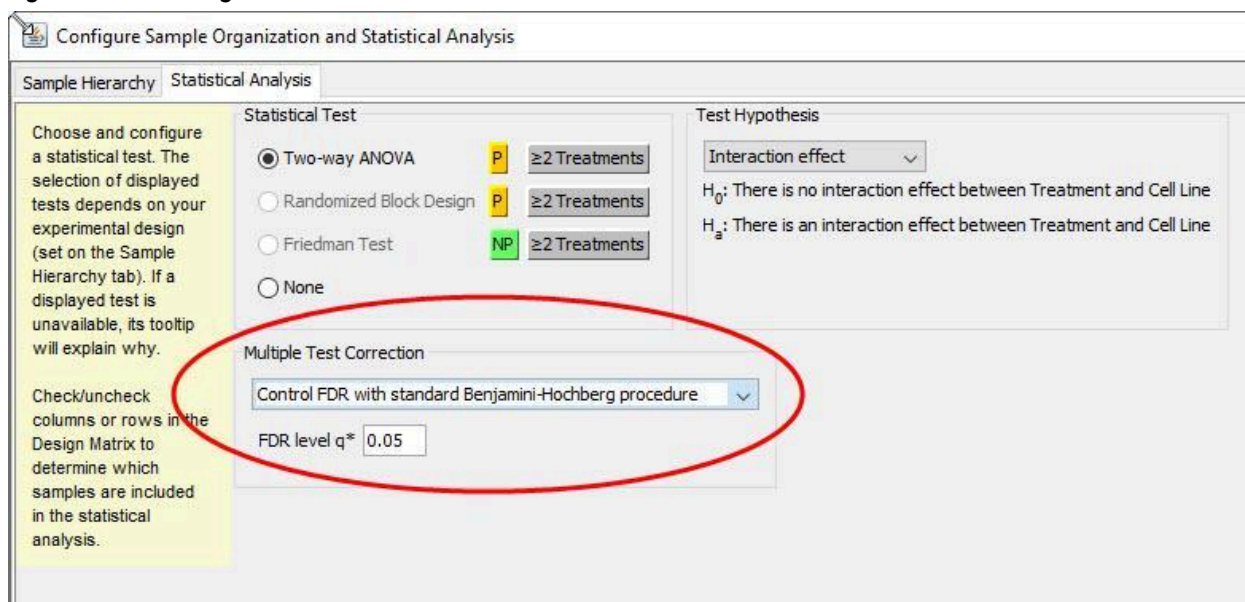 Configure Sample Organization and Statistical Analysis
Sample Hierarchy Statistical Analysis
Choose and configure
a statistical test. The
selection of displayed
tests depends on your
experimental design
(set on the Sample
Hierarchy tab). If a
displayed test is
unavailable, its tooltip
will explain why.
Check/uncheck
columns or rows in the
Design Matrix to
determine which
samples are included
in the statistical
analysis.
Statistical Test
Two-way ANOVA P ≥2 Treatments
Randomized Block Design P ≥2 Treatments
Friedman Test NP ≥2 Treatments
None
Test Hypothesis
Interaction effect
H0: There is no interaction effect between Treatment and Cell Line
Ha: There is an interaction effect between Treatment and Cell Line
Multiple Test Correction
Control FDR with standard Benjamini-Hochberg procedure
FDR level q* 0.05